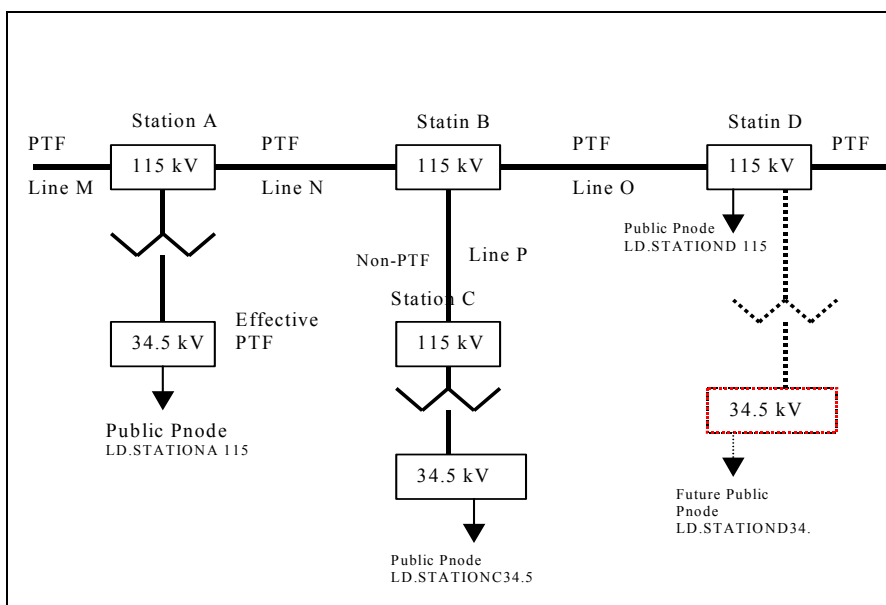 Station A
Statin B
Statin D
PTF
PTF
PTF
PTF
115 kV
115 kV
115 kV
Line M
Line N
Line O
Public Pnode
LD.STATIOND 115
Non-PTF
Line P
Station C
Effective
PTF
34.5 kV
115 kV
Public Pnode
LD.STATIONA 115
34.5 kV
34.5 kV
Public Pnode
LD.STATIONC34.5
Future Public
Pnode
LD.STATIOND34.